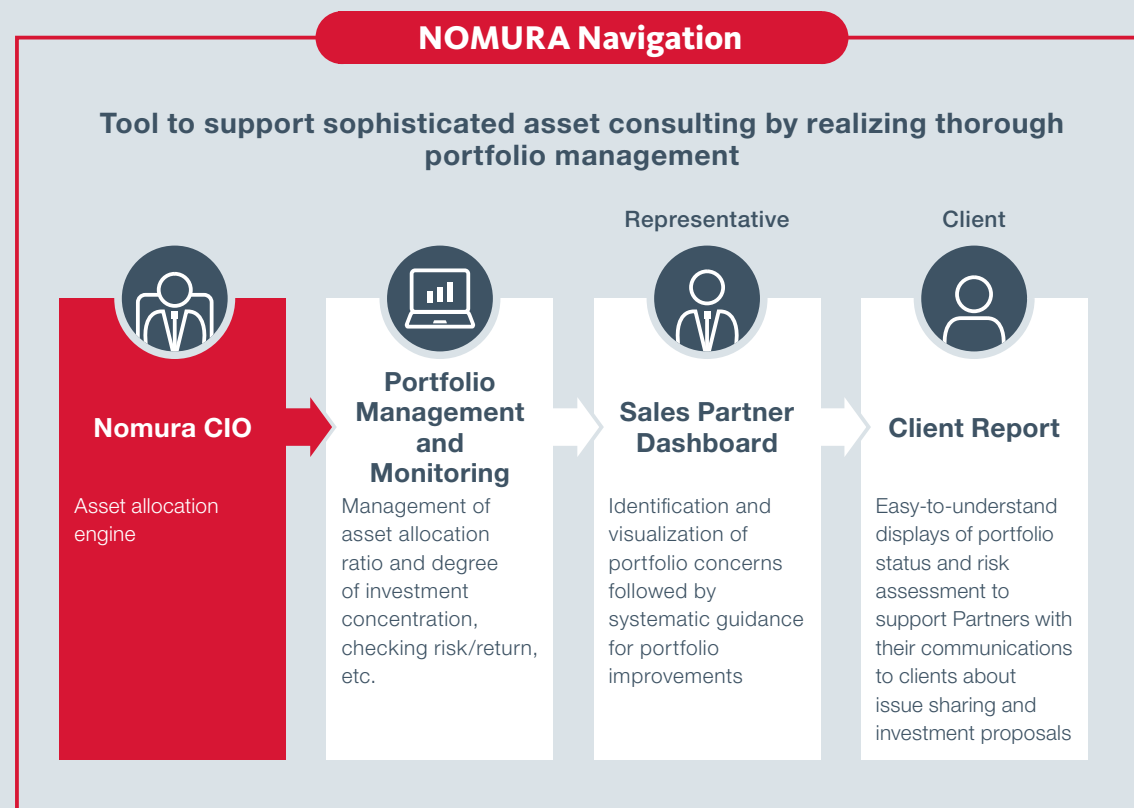 NOMURA Navigation
Tool to support sophisticated asset consulting by realizing thorough
portfolio management
Representative
Client
Nomura CIO
Asset allocation
engine
Portfolio
Management
and
Monitoring
Management of
asset allocation
ratio and degree
of investment
concentration,
checking risk/return,
etc.
Sales Partner
Dashboard
Identification and
visualization of
portfolio concerns
followed by
systematic guidance
for portfolio
improvements
Client Report
Easy-to-understand
displays of portfolio
status and risk
assessment to
support Partners with
their communications
to clients about
issue sharing and
investment proposals